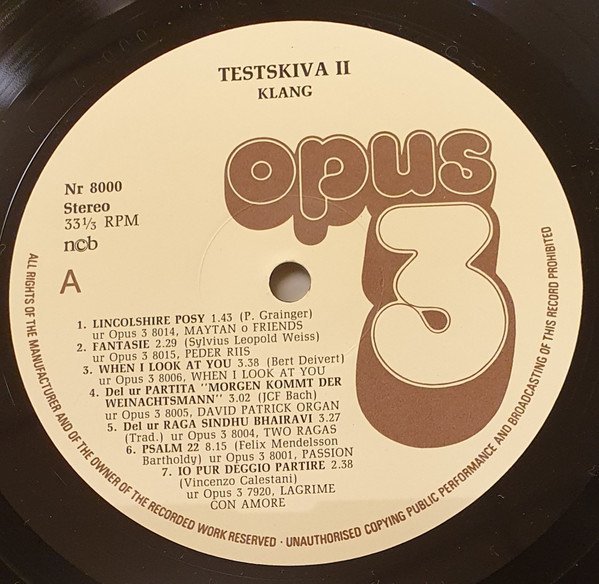 TESTSKIVA II
KLANG
opus
3
Nr 8000
Stereo
33⅓ RPM
n©b
A
1. LINCOLSHIRE POSY 1.43 (P. Grainger)
ur Opus 3 8014, MAYTAN o FRIENDS
2. FANTASIE 2.29 (Sylvius Leopold Weiss)
ur Opus 3 8015, PEDER RIIS
3. WHEN I LOOK AT YOU 3.38 (Bert Deivert)
ur Opus 3 8006, WHEN I LOOK AT YOU
4. Del ur PARTITA "MORGEN KOMMT DER
WEINACHTSMANN" 3.02 (JCF Bach)
ur Opus 3 8005, DAVID PATRICK ORGAN
5. Del ur RAGA SINDHU BHAIRAVI 3.27
(Trad.) ur Opus 3 8004, TWO RAGAS
6. PSALM 22 8.15 (Felix Mendelsson
Bartholdy) ur Opus 3 8001, PASSION
7. IO PUR DEGGIO PARTIRE 2.38
(Vincenzo Calestani)
ur Opus 3 7920, LAGRIME
CON AMORE
ALL RIGHTS OF THE MANUFACTURER AND OF THE OWNER OF THE RECORDED WORK RESERVED · UNAUTHORISED COPYING PUBLIC PERFORMANCE AND BROADCASTING OF THIS RECORD PROHIBITED